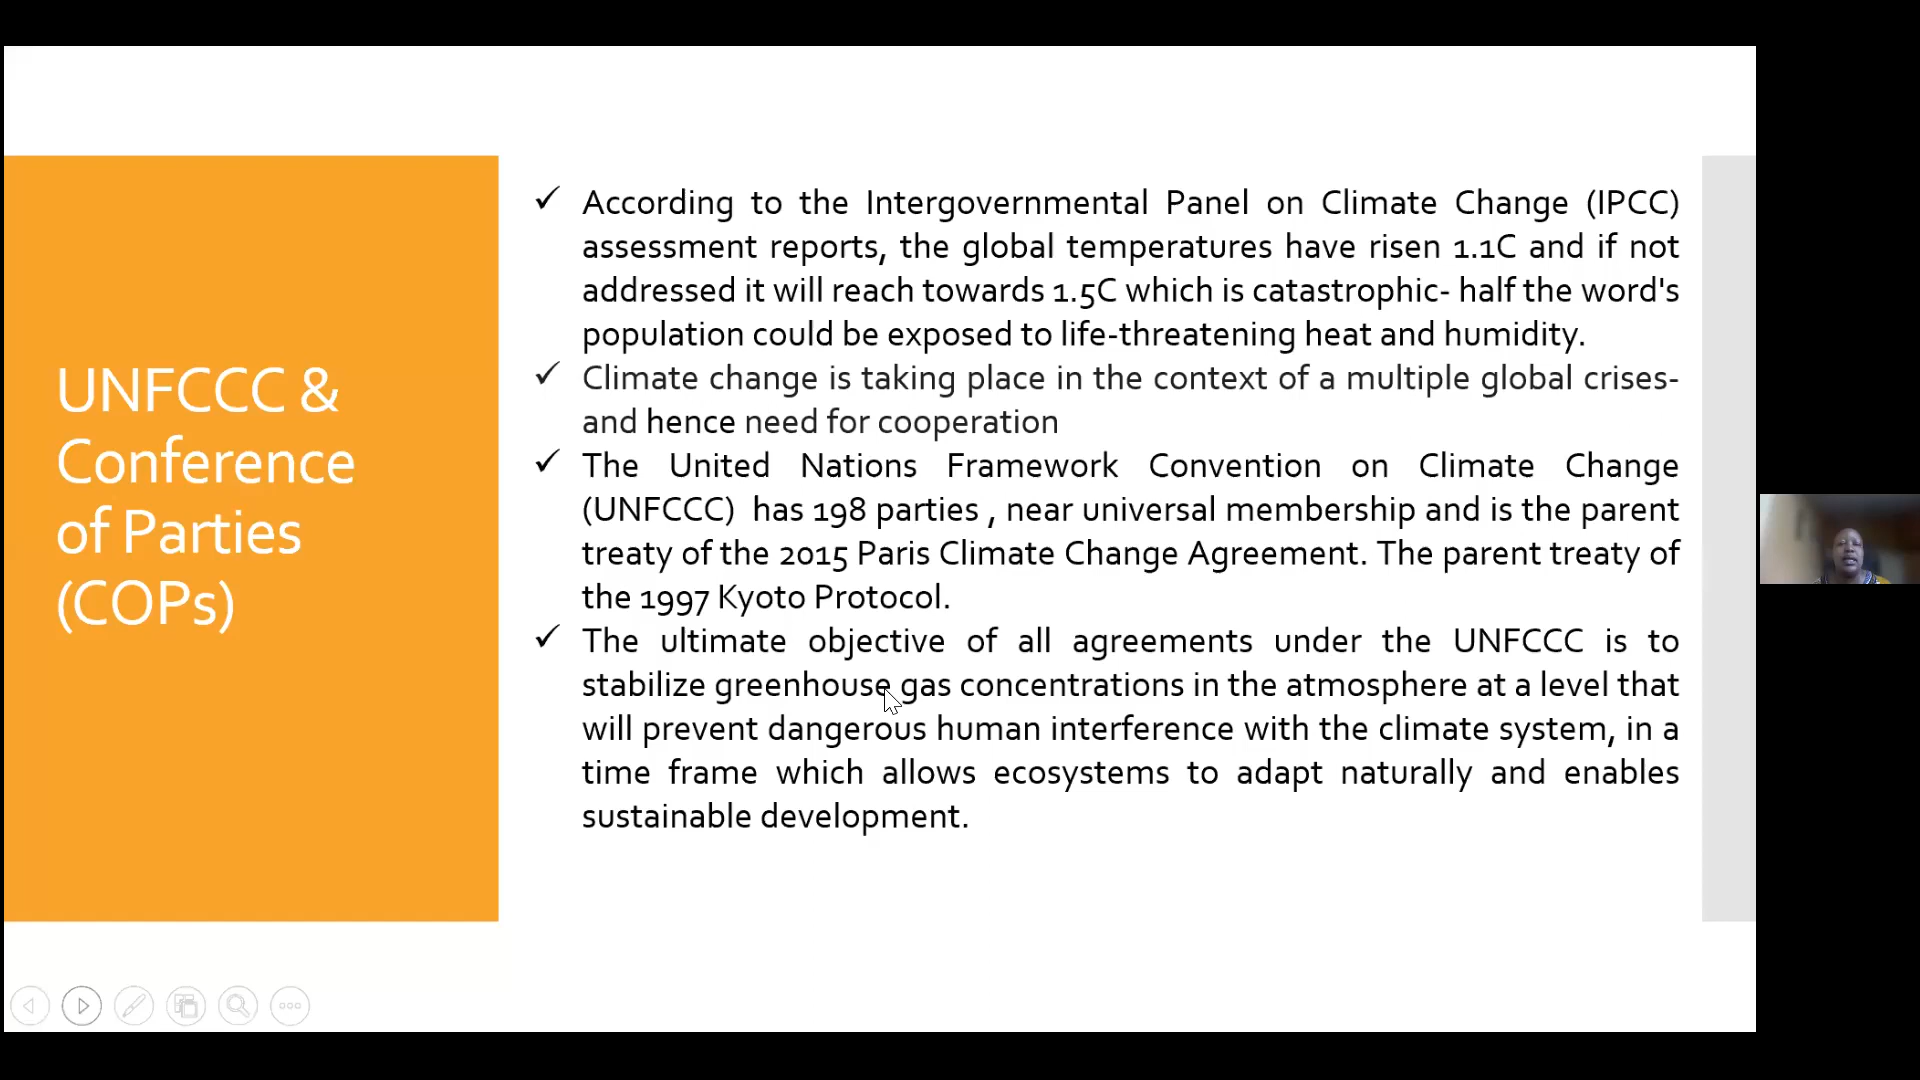 UNFCCC &
Conference
of Parties
(COPs)
✓ According to the Intergovernmental Panel on Climate Change (IPCC)
assessment reports, the global temperatures have risen 1.1C and if not
addressed it will reach towards 1.5C which is catastrophic- half the word's
population could be exposed to life-threatening heat and humidity.
✓ Climate change is taking place in the context of a multiple global crises-
and hence need for cooperation
✓ The United Nations Framework Convention on Climate Change
(UNFCCC) has 198 parties , near universal membership and is the parent
treaty of the 2015 Paris Climate Change Agreement. The parent treaty of
the 1997 Kyoto Protocol.
✓ The ultimate objective of all agreements under the UNFCCC is to
stabilize greenhouse gas concentrations in the atmosphere at a level that
will prevent dangerous human interference with the climate system, in a
time frame which allows ecosystems to adapt naturally and enables
sustainable development.